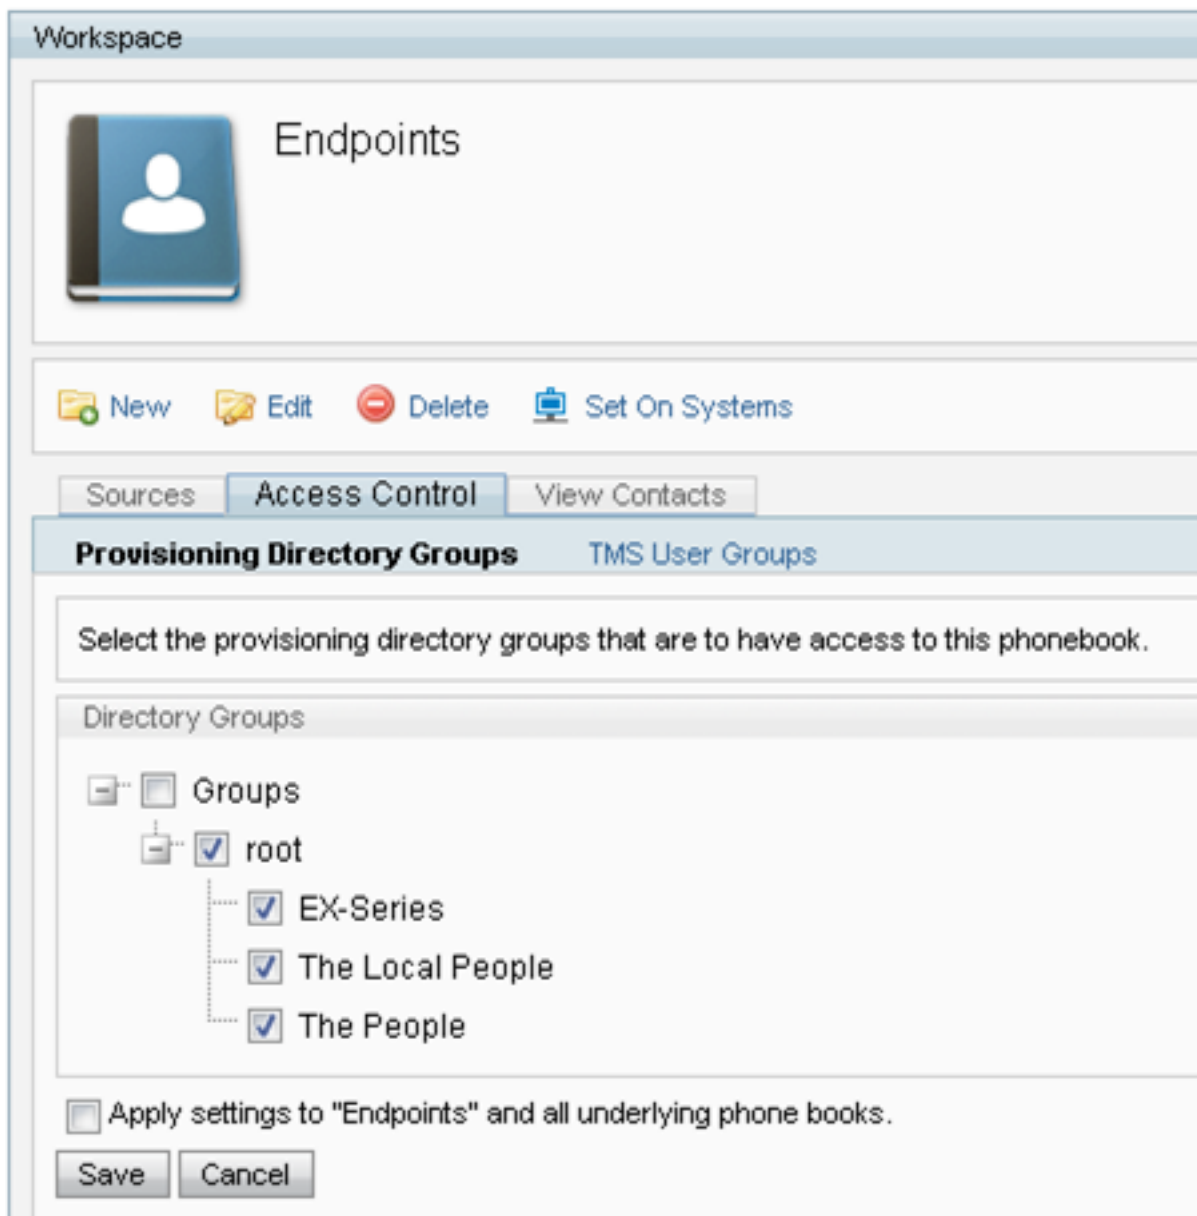 Workspace
Endpoints
New Edit Delete Set On Systems
Sources Access Control View Contacts
Provisioning Directory Groups TMS User Groups
Select the provisioning directory groups that are to have access to this phonebook.
Directory Groups
Groups
root
EX-Series
The Local People
The People
Apply settings to "Endpoints" and all underlying phone books.
Save Cancel